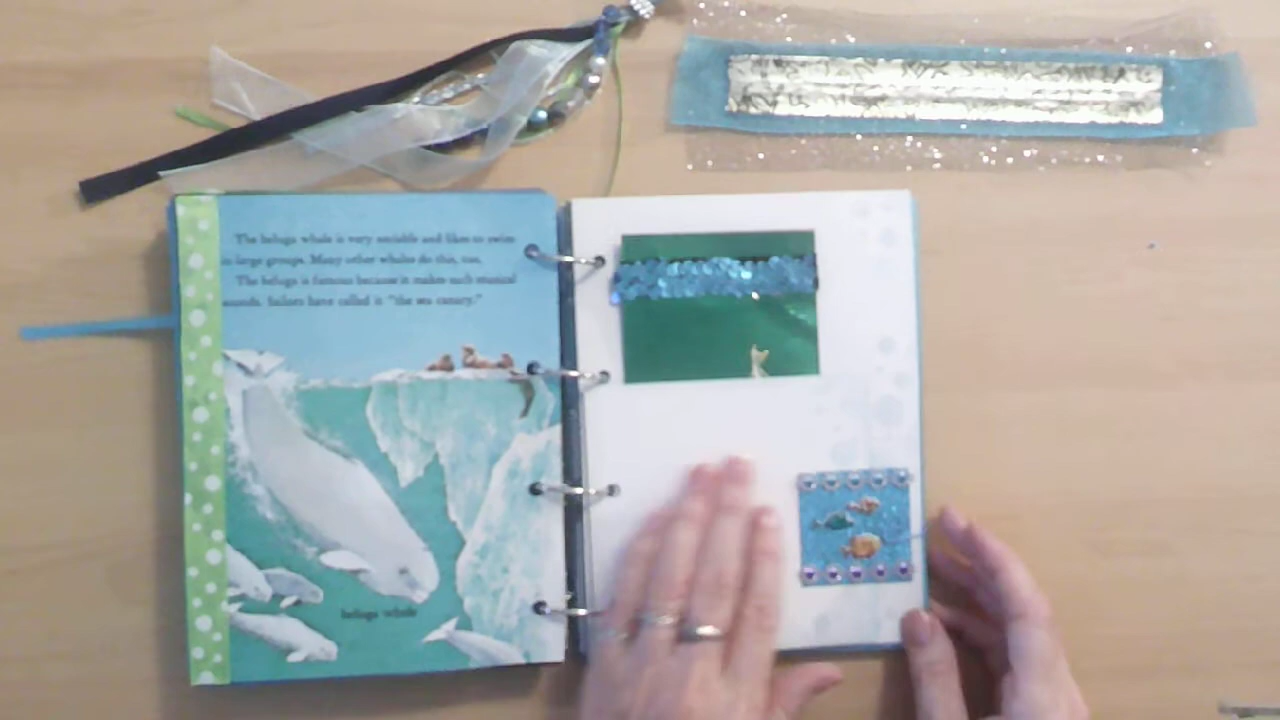 The beluga whale is very sociable and likes to swim
in large groups. Many other whales do this, too.
The beluga is famous because it makes such musical
sounds. Sailors have called it "the sea canary."
beluga whale